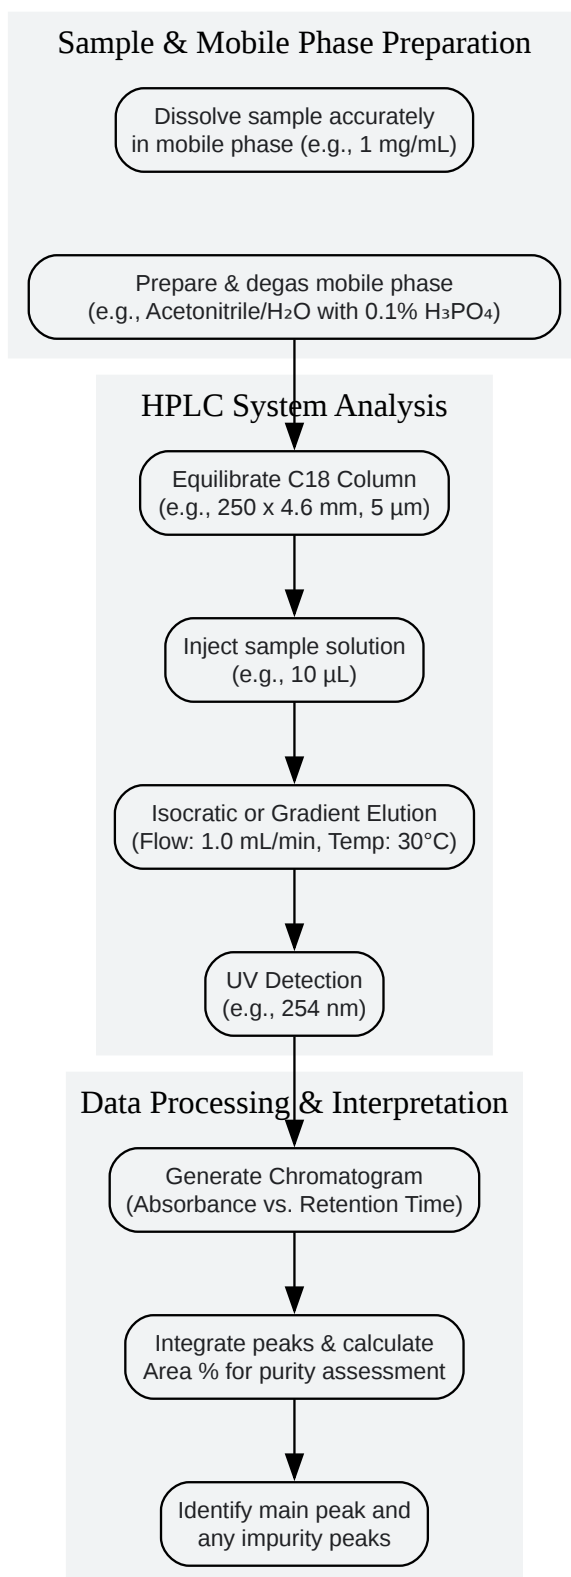 Sample & Mobile Phase Preparation
Dissolve sample accurately
in mobile phase (e.g., 1 mg/mL)
Prepare & degas mobile phase
(e.g., Acetonitrile/H₂O with 0.1% H₃PO₄)
HPLC System Analysis
Equilibrate C18 Column
(e.g., 250 x 4.6 mm, 5 µm)
Inject sample solution
(e.g., 10 µL)
Isocratic or Gradient Elution
(Flow: 1.0 mL/min, Temp: 30°C)
UV Detection
(e.g., 254 nm)
Data Processing & Interpretation
Generate Chromatogram
(Absorbance vs. Retention Time)
Integrate peaks & calculate
Area % for purity assessment
Identify main peak and
any impurity peaks